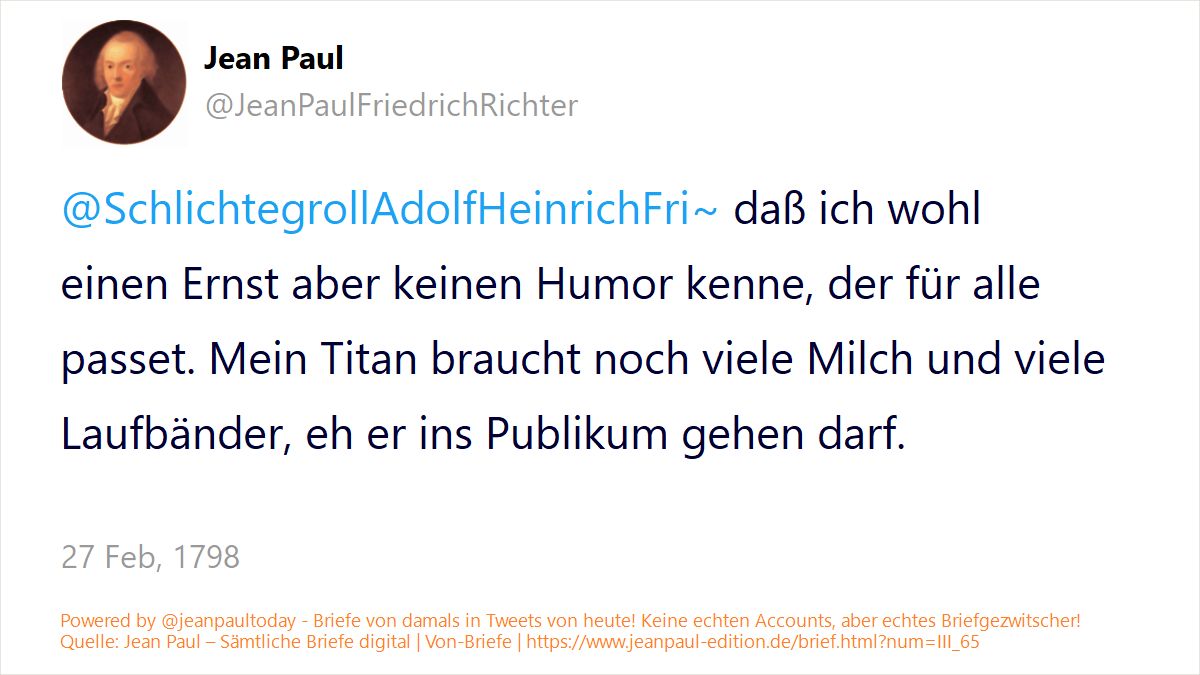 Jean Paul
@JeanPaulFriedrichRichter
@SchlichtegrollAdolfHeinrichFri~ daß ich wohl
einen Ernst aber keinen Humor kenne, der für alle
passet. Mein Titan braucht noch viele Milch und viele
Laufbänder, eh er ins Publikum gehen darf.
27 Feb, 1798
Powered by @jeanpaultoday - Briefe von damals in Tweets von heute! Keine echten Accounts, aber echtes Briefgezwitscher!
Quelle: Jean Paul – Sämtliche Briefe digital | Von-Briefe | https://www.jeanpaul-edition.de/brief.html?num=III_65